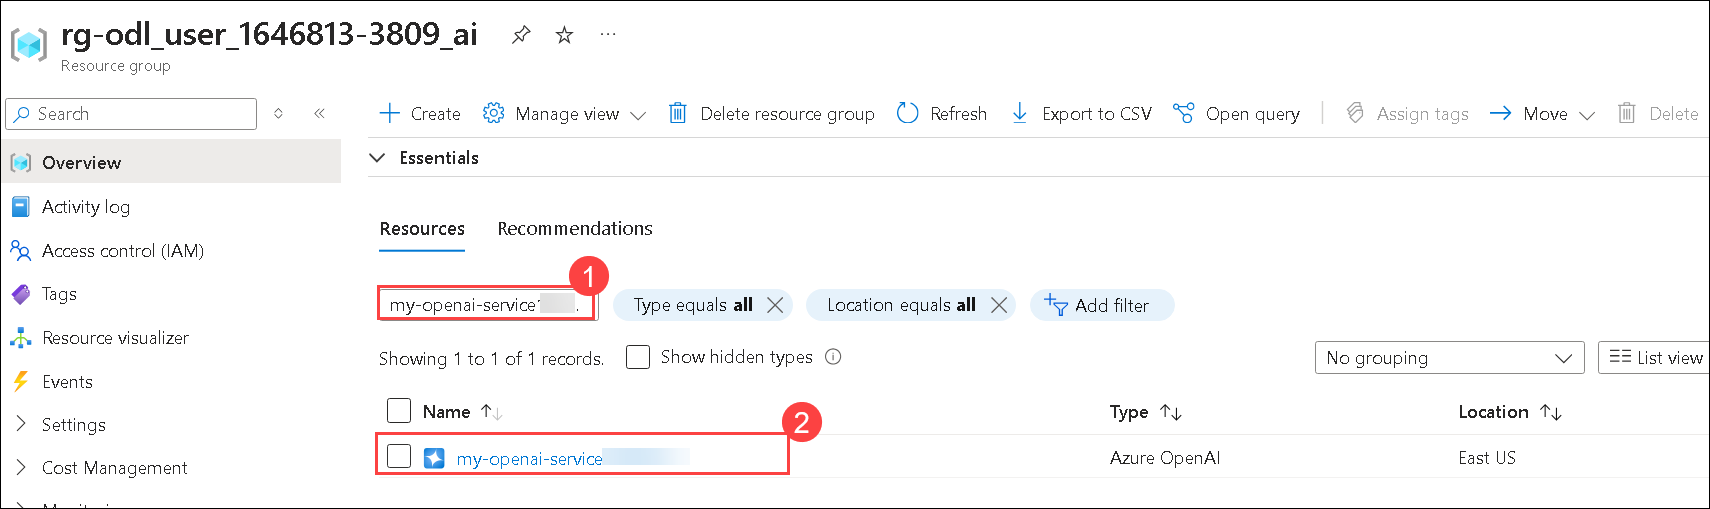 rg-odl_user_1646813-3809_ai
Resource group
Search
Create
Manage view
Delete resource group
Refresh
Export to CSV
Open query
Assign tags
Move
Delete
Overview
Essentials
Activity log
Access control (IAM)
Resources
Recommendations
Tags
1
my-openai-service
Type equals all
Location equals all
Add filter
Resource visualizer
Showing 1 to 1 of 1 records.
Show hidden types
No grouping
List view
Events
Name
Type
Location
Settings
2
my-openai-service
Azure OpenAI
East US
Cost Management